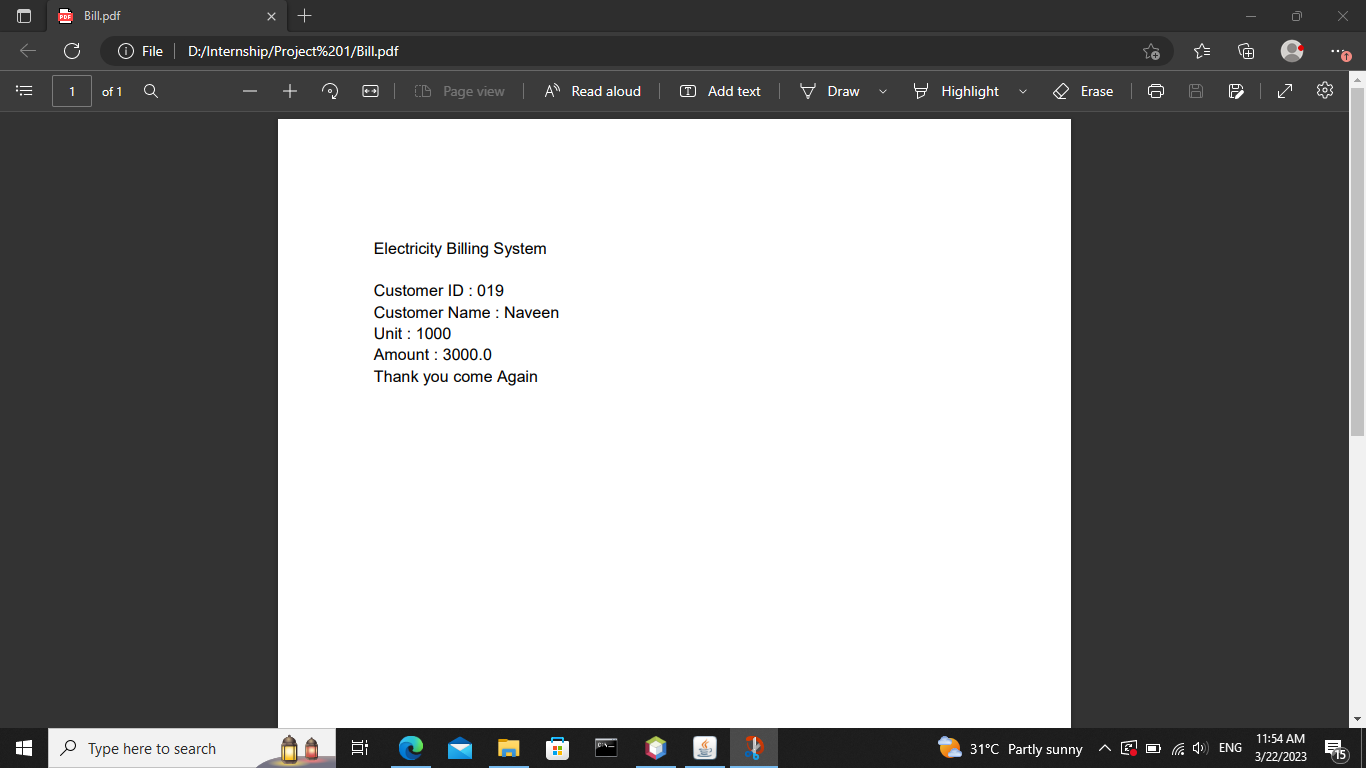 Bill.pdf
File
D:/Internship/Project%201/Bill.pdf
1 of 1
Page view
Read aloud
Add text
Draw
Highlight
Erase
Electricity Billing System
Customer ID : 019
Customer Name : Naveen
Unit : 1000
Amount : 3000.0
Thank you come Again
Type here to search
31°C Partly sunny
ENG
11:54 AM
3/22/2023
15